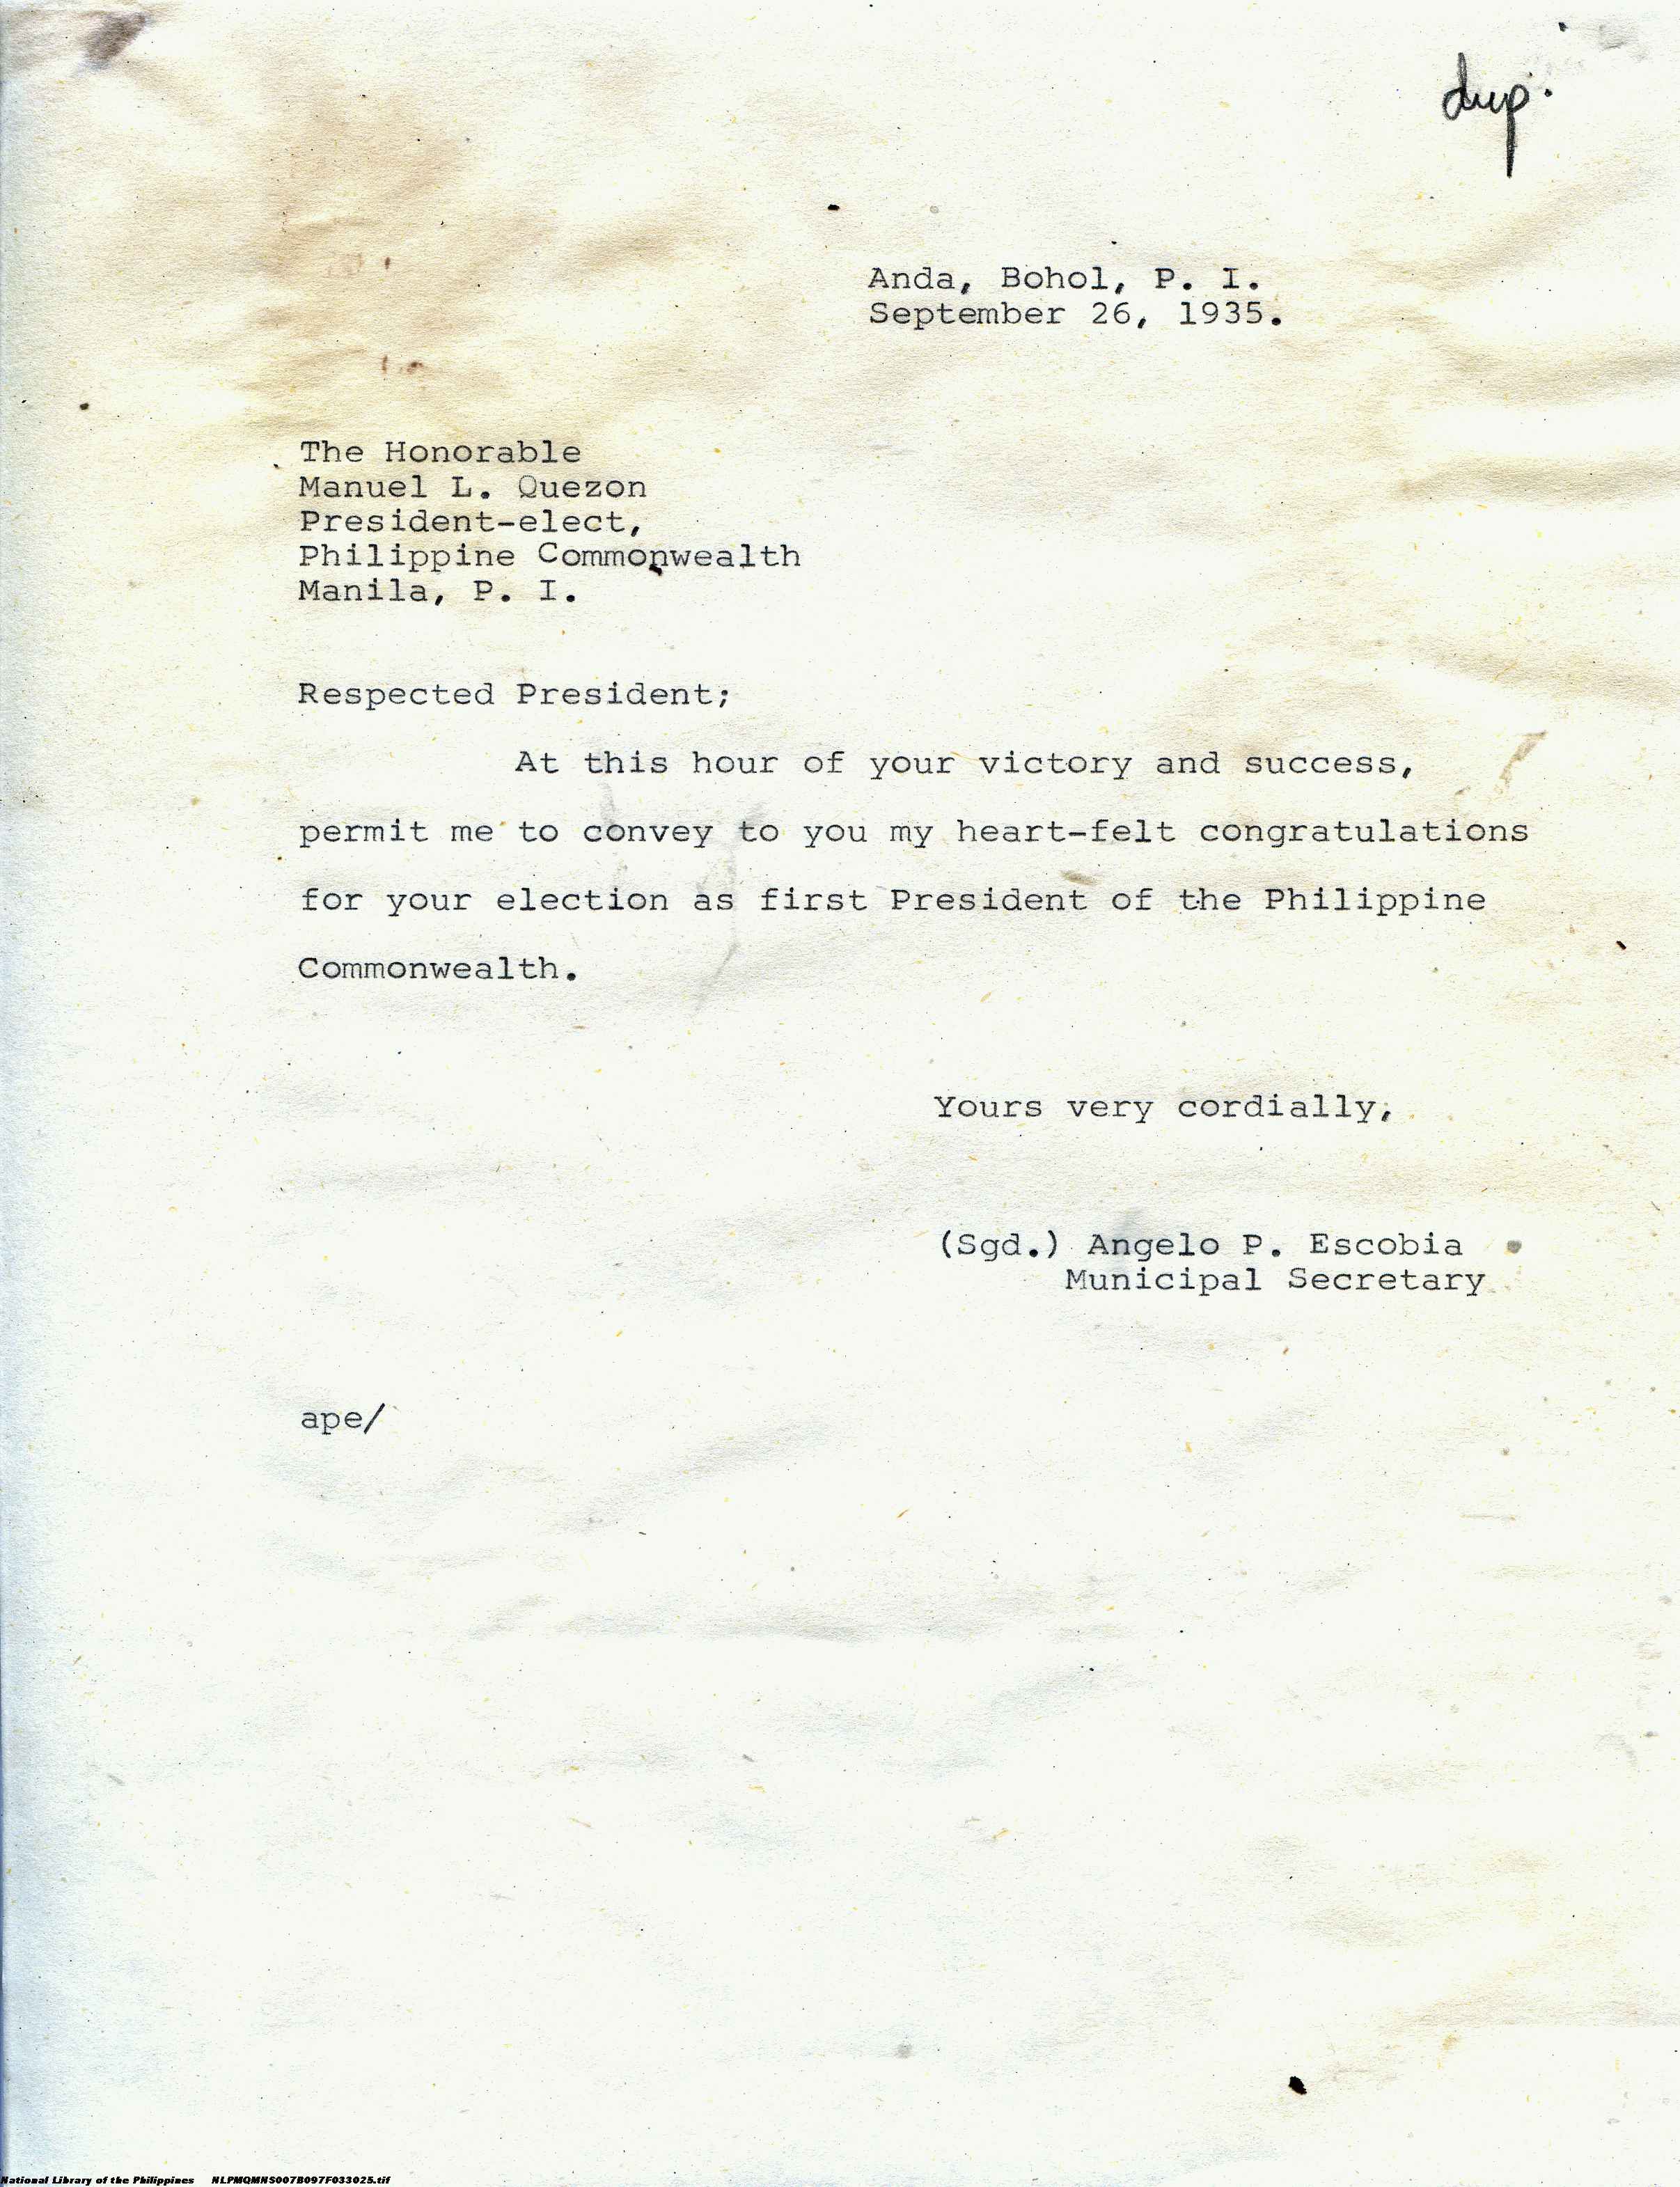 dup.
Anda, Bohol, P. I.
September 26, 1935.
The Honorable
Manuel L. Quezon
President-elect,
Philippine Commonwealth
Manila, P. I.
Respected President;
At this hour of your victory and success,
permit me to convey to you my heart-felt congratulations
for your election as first President of the Philippine
Commonwealth.
Yours very cordially,
(Sgd.) Angelo P. Escobia
Municipal Secretary
ape/
National Library of the Philippines NLPMQMNS007B097F033025.tif